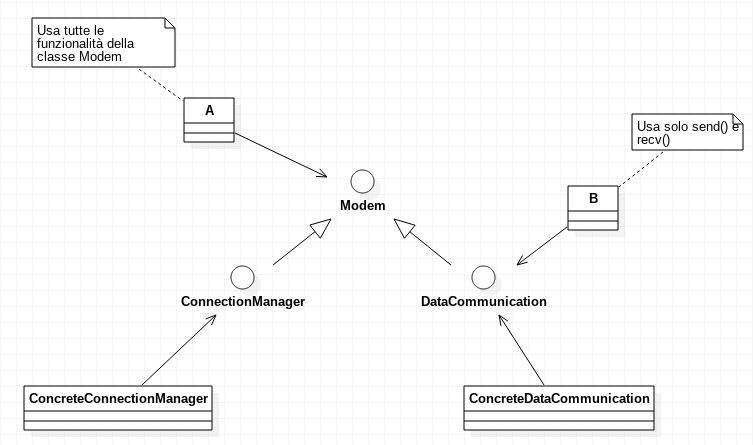 Usa tutte le
funzionalità della
classe Modem
A
Usa solo send() e
recv()
B
Modem
ConnectionManager
DataCommunication
ConcreteConnectionManager
ConcreteDataCommunication